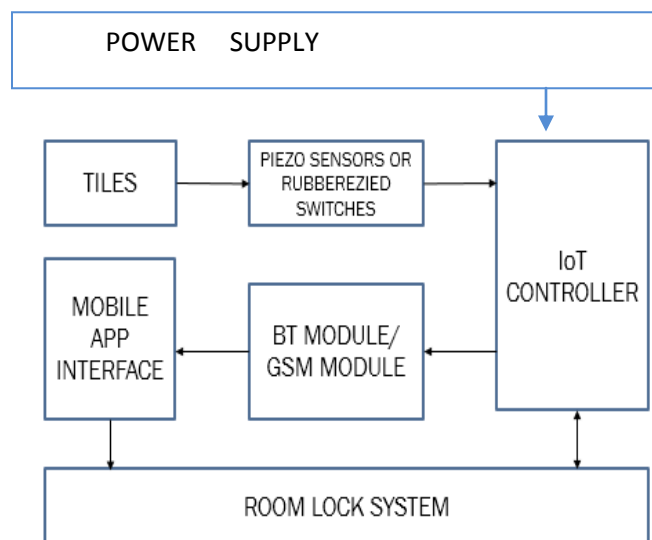 POWER SUPPLY
TILES
PIEZO SENSORS OR
RUBBEREZIED
SWITCHES
IoT
CONTROLLER
MOBILE
APP
INTERFACE
BT MODULE/
GSM MODULE
ROOM LOCK SYSTEM